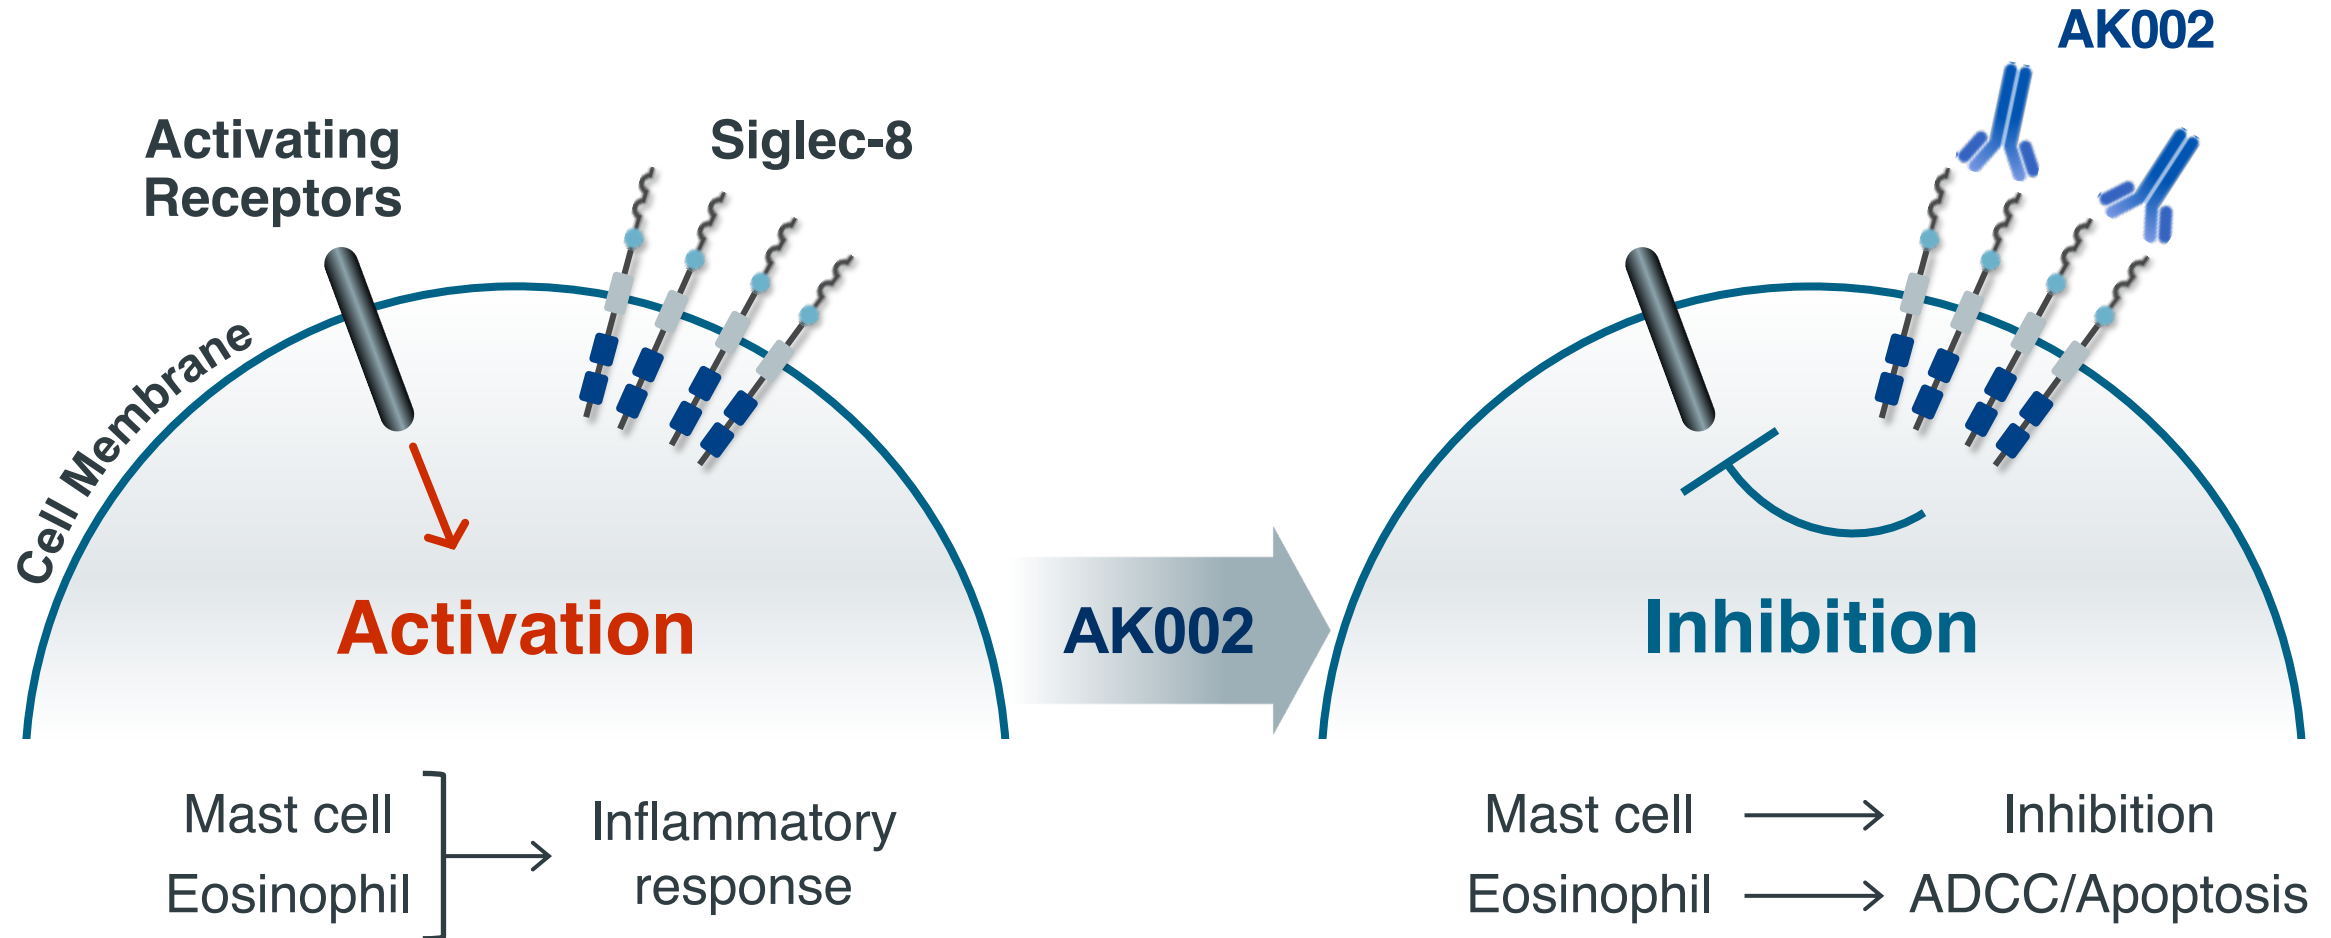 AK002
Activating
Receptors
Siglec-8
Cell Membrane
Activation
AK002
Inhibition
Mast cell
Eosinophil
Inflammatory
response
Mast cell
Inhibition
Eosinophil
ADCC/Apoptosis